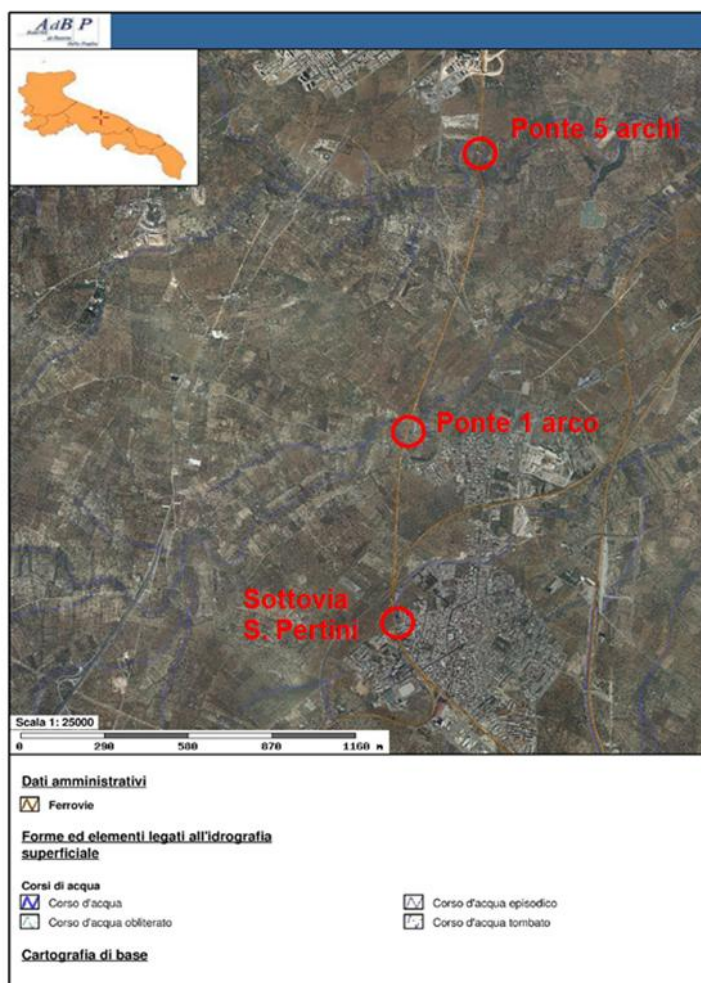 AdBP
Ponte 5 archi
Ponte 1 arco
Sottovia
S. Pertini
Scala 1: 25000
0 290 580 870 1160 m
Dati amministrativi
Ferrovie
Forme ed elementi legati all'idrografia
superficiale
Corsi di acqua
Corso d'acqua
Corso d'acqua episodico
Corso d'acqua obliterato
Corso d'acqua tombato
Cartografia di base